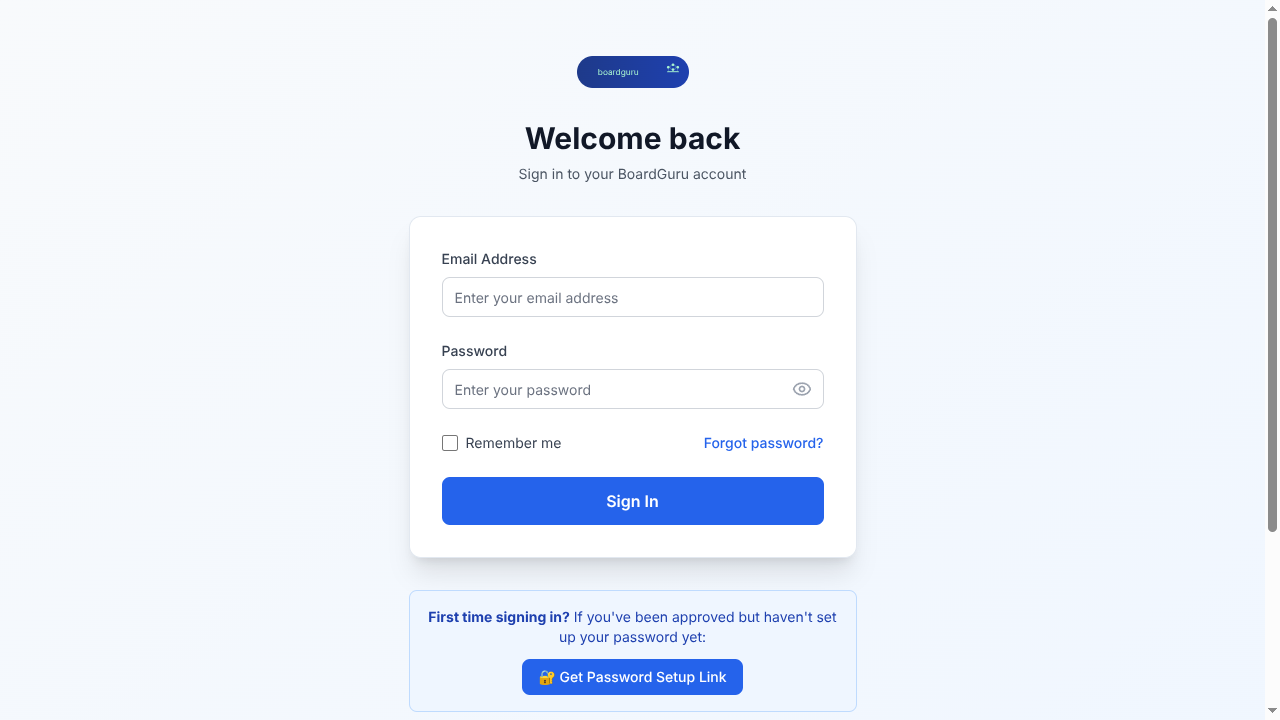 boardguru
Welcome back
Sign in to your BoardGuru account
Email Address
Enter your email address
Password
Enter your password
Remember me
Forgot password?
Sign In
First time signing in? If you've been approved but haven't set
up your password yet:
🔐 Get Password Setup Link